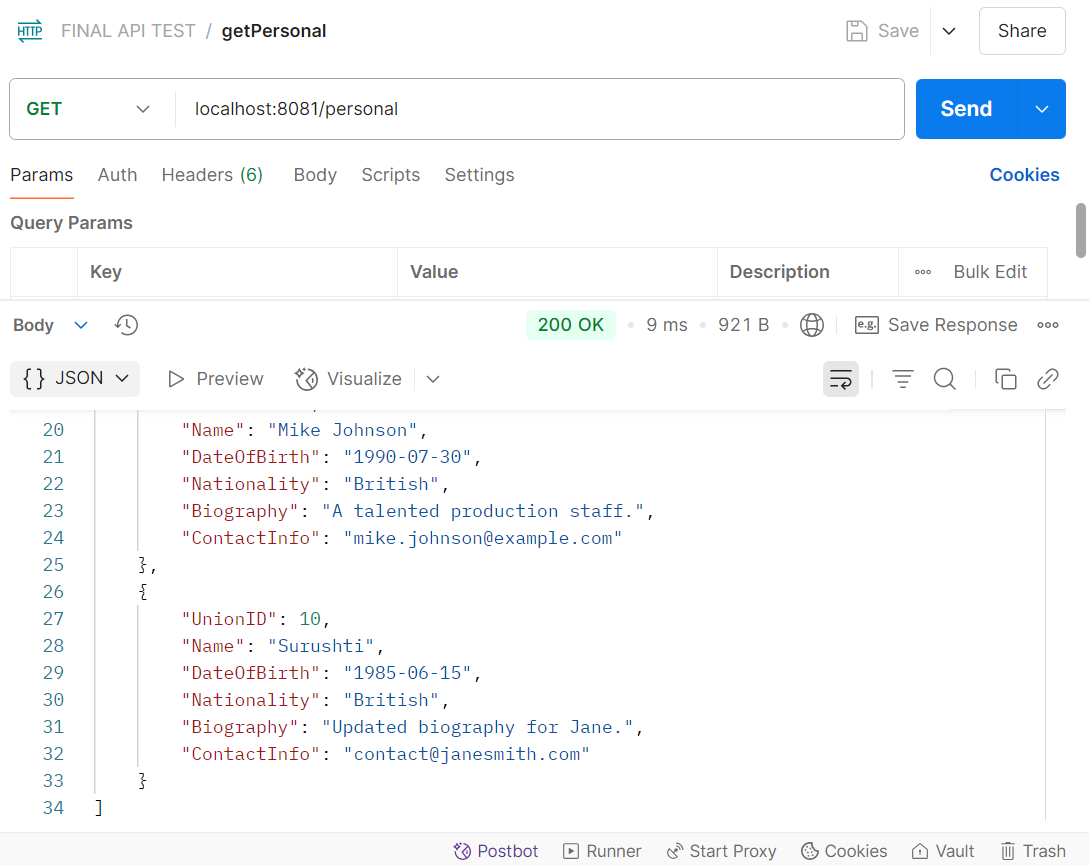 HTTP FINAL API TEST / getPersonal Save Share
GET localhost:8081/personal Send
Params Auth Headers (6) Body Scripts Settings Cookies
Query Params
Key Value Description Bulk Edit
Body 200 OK 9 ms 921 B e.g. Save Response
{} JSON Preview Visualize
20 "Name": "Mike Johnson",
21 "DateOfBirth": "1990-07-30",
22 "Nationality": "British",
23 "Biography": "A talented production staff.",
24 "ContactInfo": "mike.johnson@example.com"
25 },
26 {
27 "UnionID": 10,
28 "Name": "Surushti",
29 "DateOfBirth": "1985-06-15",
30 "Nationality": "British",
31 "Biography": "Updated biography for Jane.",
32 "ContactInfo": "contact@janesmith.com"
33 }
34 ]
Postbot Runner Start Proxy Cookies Vault Trash